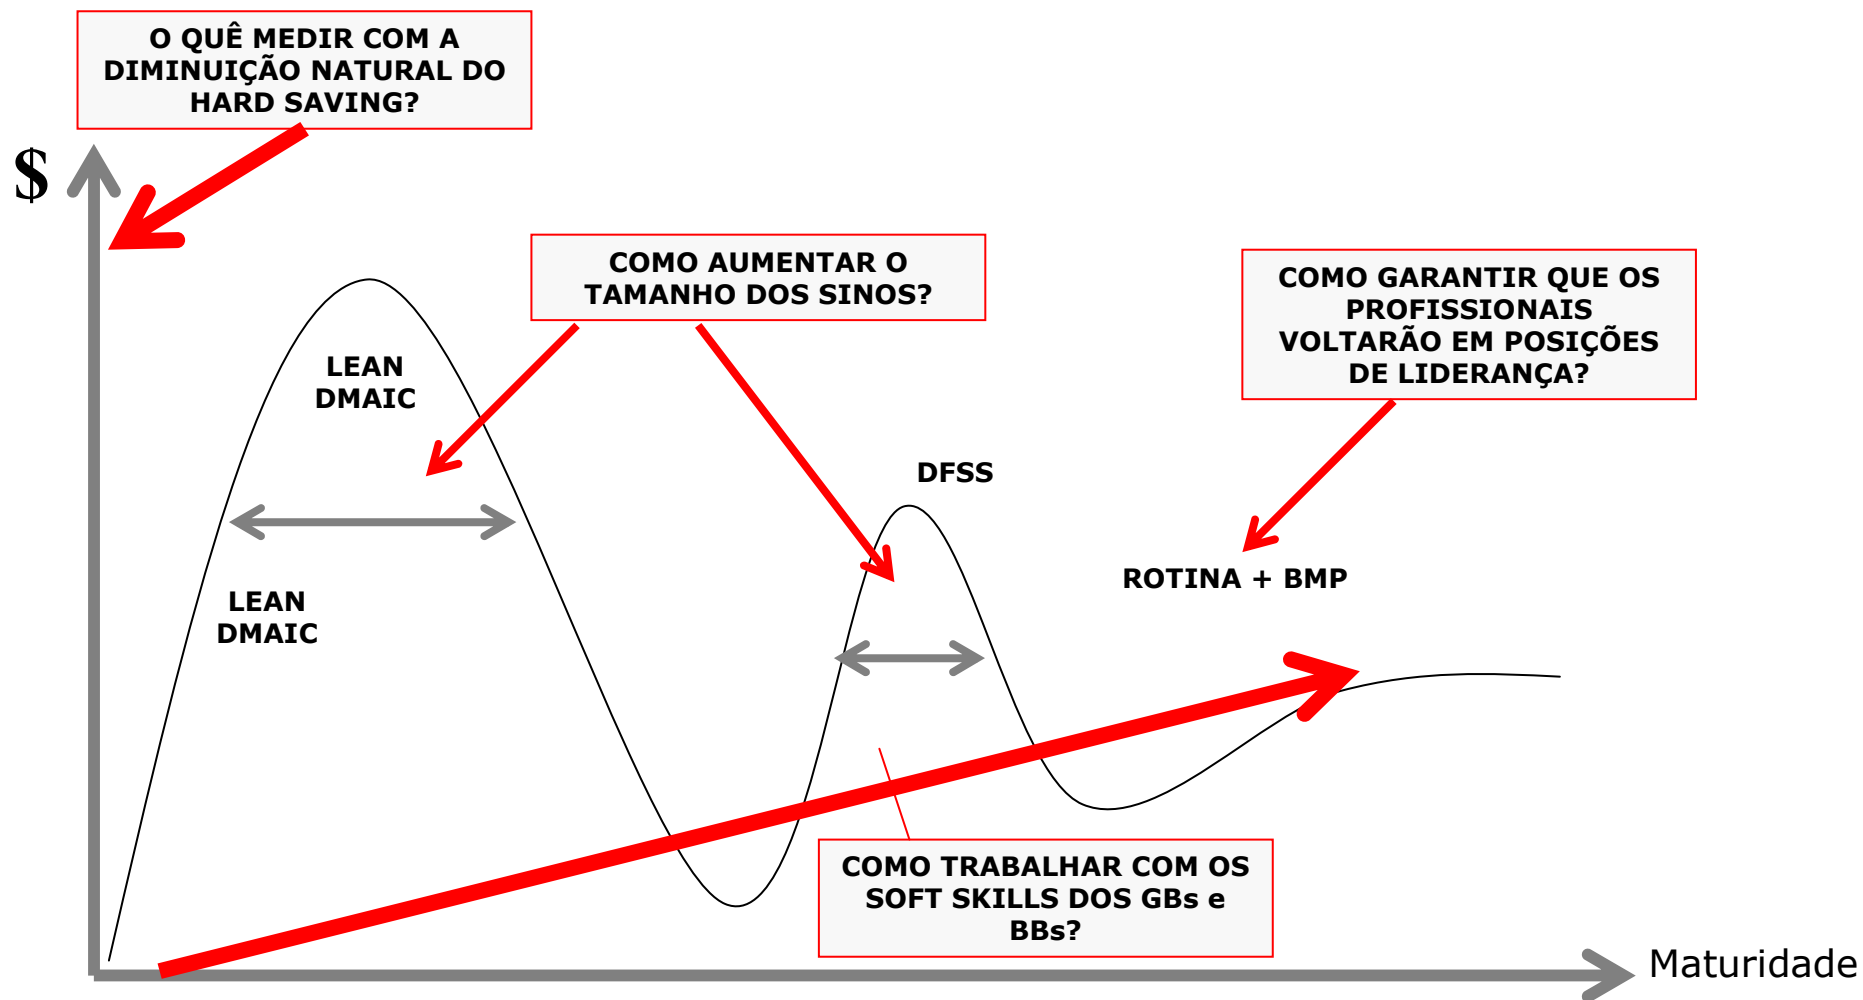 O QUÊ MEDIR COM A
DIMINUIÇÃO NATURAL DO
HARD SAVING?
$
COMO AUMENTAR O
TAMANHO DOS SINOS?
COMO GARANTIR QUE OS
PROFISSIONAIS
VOLTARÃO EM POSIÇÕES
DE LIDERANÇA?
LEAN
DMAIC
DFSS
ROTINA + BMP
LEAN
DMAIC
COMO TRABALHAR COM OS
SOFT SKILLS DOS GBs e
BBs?
Maturidade